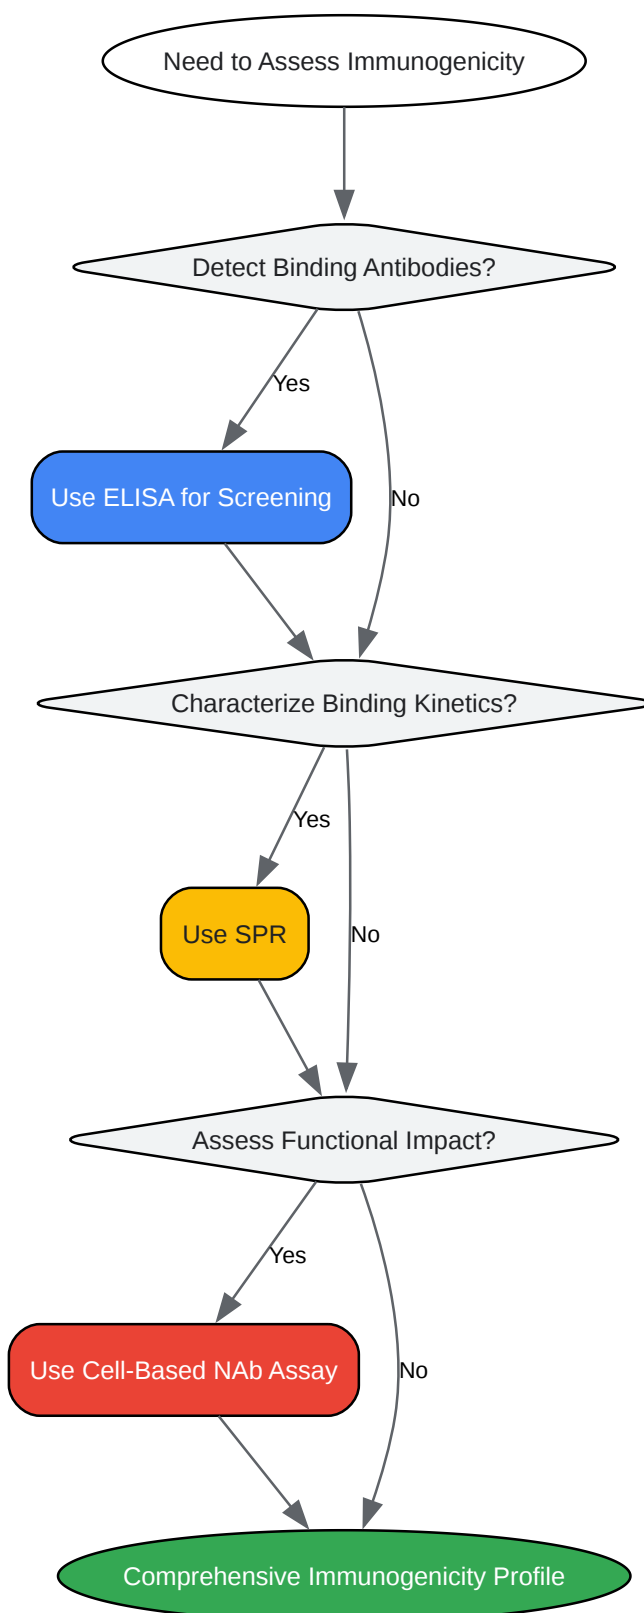 Need to Assess Immunogenicity
Detect Binding Antibodies?
Yes
Use ELISA for Screening
No
Characterize Binding Kinetics?
Yes
Use SPR
No
Assess Functional Impact?
Yes
Use Cell-Based NAb Assay
No
Comprehensive Immunogenicity Profile